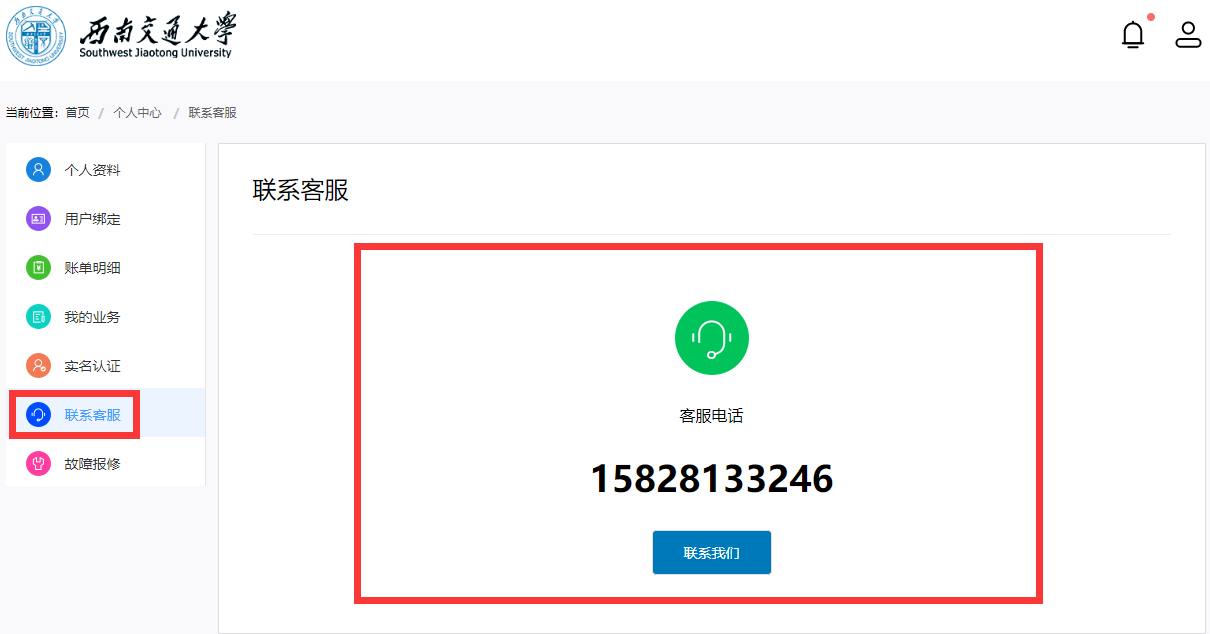 西南交通大学
Southwest Jiaotong University
当前位置：首页 / 个人中心 / 联系客服
个人资料
用户绑定
账单明细
我的业务
实名认证
联系客服
故障报修
联系客服
客服电话
15828133246
联系我们